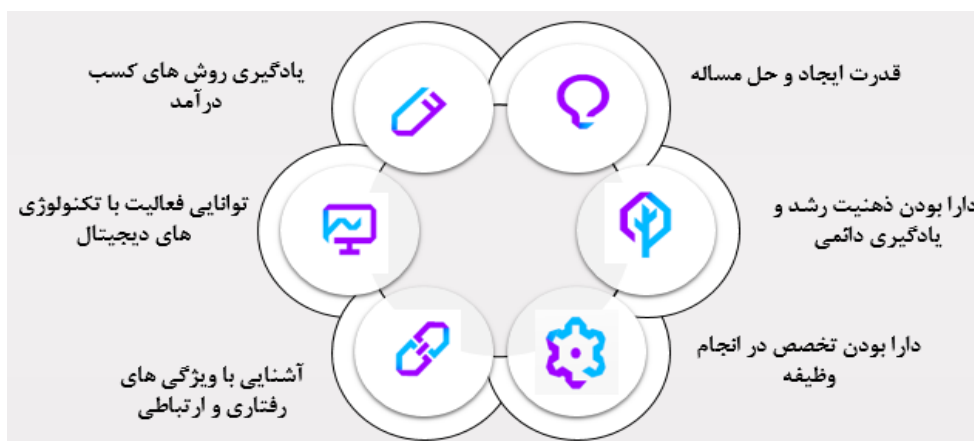 قدرت ایجاد و حل مساله
دارا بودن ذهنیت رشد و
یادگیری دائمی
دارا بودن تخصص در انجام
وظیفه
یادگیری روش های کسب
درآمد
توانایی فعالیت با تکنولوژی
های دیجیتال
آشنایی با ویژگی های
رفتاری و ارتباطی